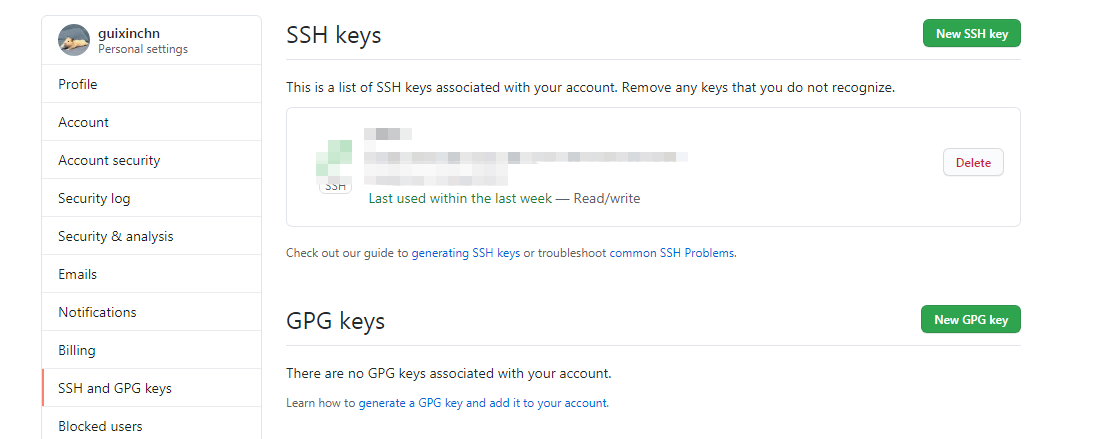 guixinchn
Personal settings
Profile
Account
Account security
Security log
Security & analysis
Emails
Notifications
Billing
SSH and GPG keys
Blocked users
SSH keys
New SSH key
This is a list of SSH keys associated with your account. Remove any keys that you do not recognize.
SSH
Last used within the last week — Read/write
Delete
Check out our guide to generating SSH keys or troubleshoot common SSH Problems.
GPG keys
New GPG key
There are no GPG keys associated with your account.
Learn how to generate a GPG key and add it to your account.